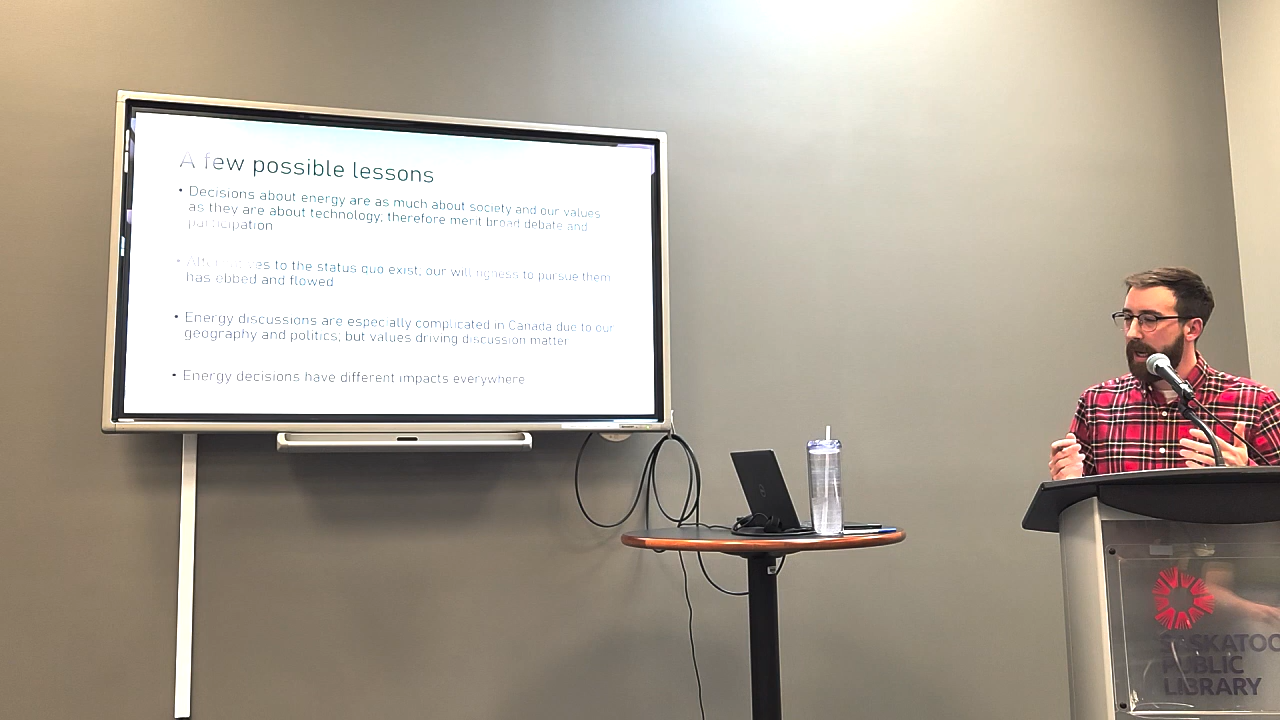 A few possible lessons
• Decisions about energy are as much about society and our values
as they are about technology; therefore merit broad debate and
participation
• Alternatives to the status quo exist; our willingness to pursue them
has ebbed and flowed
• Energy discussions are especially complicated in Canada due to our
geography and politics; but values driving discussion matter
• Energy decisions have different impacts everywhere
SASKATOO
PUBLIC
LIBRARY